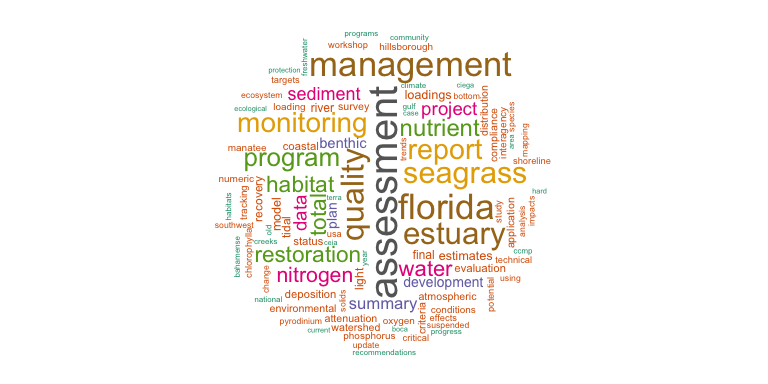 programs
community
workshop
hillsborough
freshwater
management
protection
targets
climate
ciega
ecosystem
sediment
loadings
bottom
distribution
ecological
loading
river
survey
gulf
project
case
species
monitoring
nutrient
compliance
interagency
area
mapping
manatee
coastal
benthic
trends
report
program
quality
assessment
shoreline
numeric
habitat
seagrass
hard
habitats
tracking
recovery
model
data
total
terra
plan
florida
study
application
analysis
impacts
southwest
old
tidal
usa
estuary
creeks
status
ceia
bahamense
chlorophylla
restoration
year
final
estimates
ccmp
technical
change
nitrogen
light
water
evaluation
national
development
using
potential
deposition
solids
summary
atmospheric
environmental
criteria
conditions
pyrodinium
attenuation
oxygen
effects
current
watershed
boca
suspended
phosphorus
critical
progress
update
recommendations